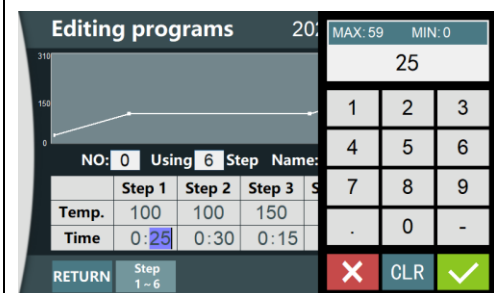 Editing programs 202
310
150
0
NO: 0 Using 6 Step Name:
Step 1 Step 2 Step 3 S
Temp. 100 100 150
Time 0:25 0:30 0:15
RETURN Step
1~6
MAX: 59 MIN: 0
25
1 2 3
4 5 6
7 8 9
. 0 -
CLR